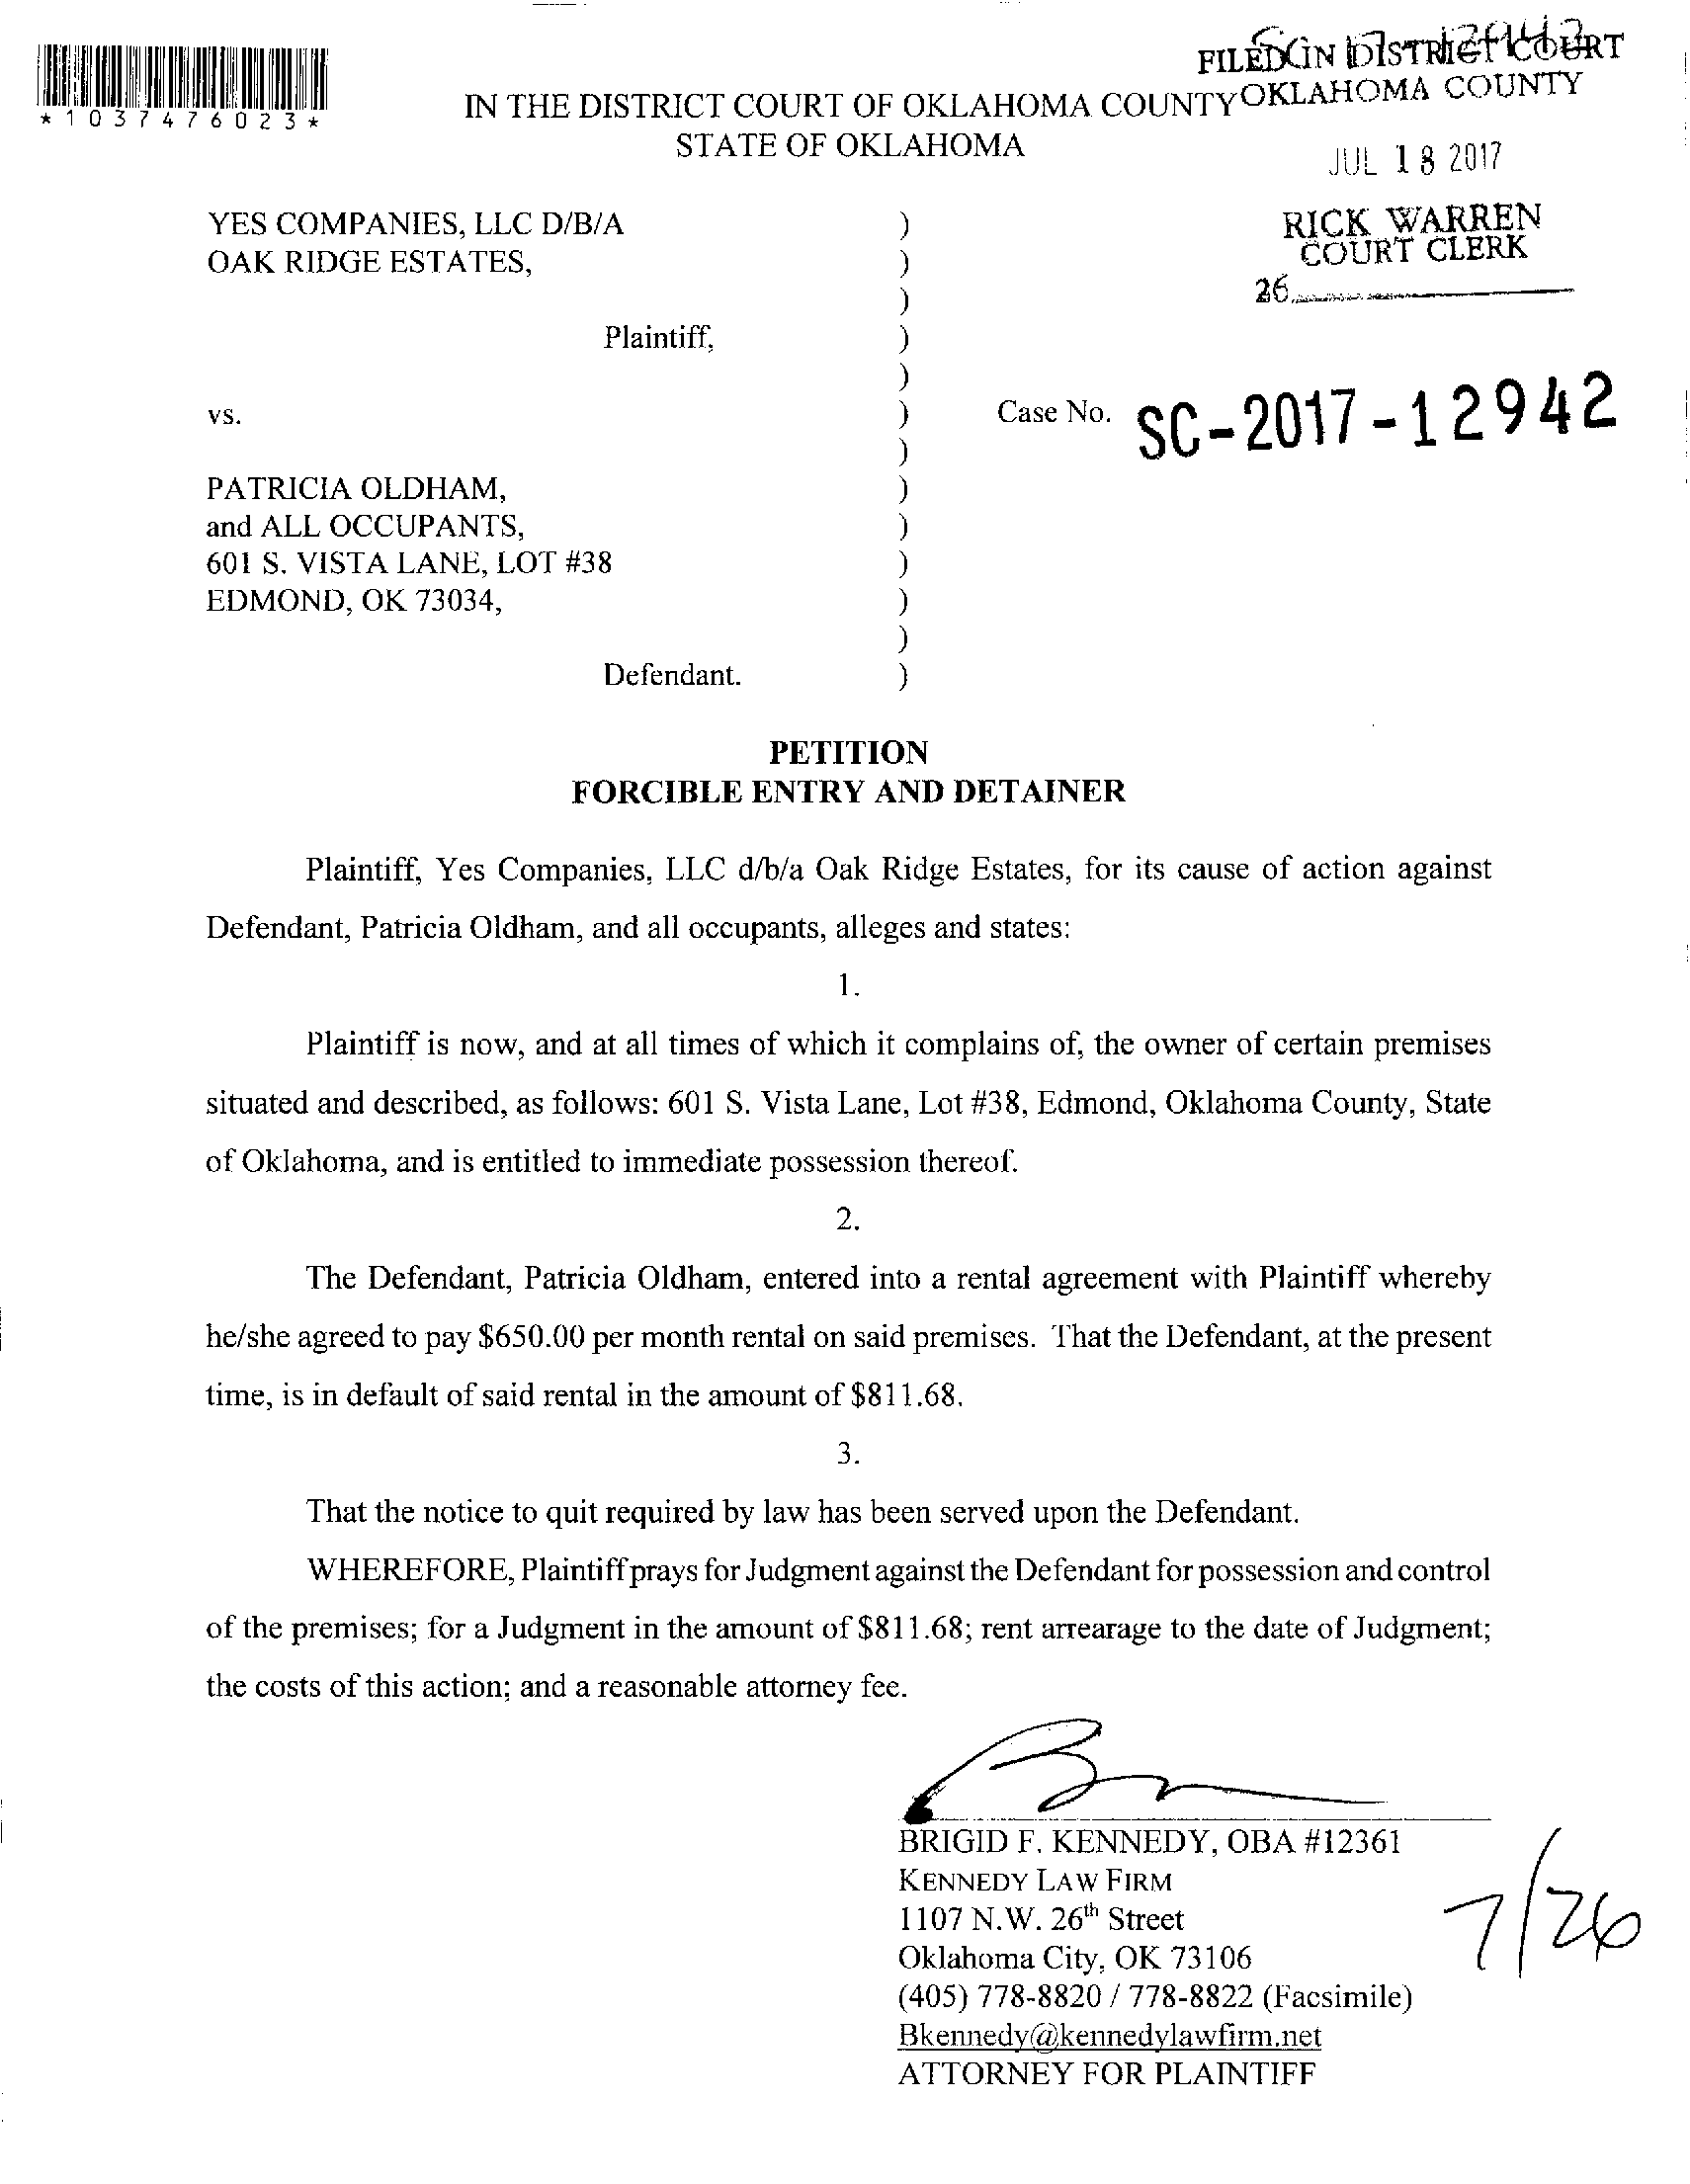 *1037476023*
FILED IN DISTRICT COURT
OKLAHOMA COUNTY
IN THE DISTRICT COURT OF OKLAHOMA COUNTY
STATE OF OKLAHOMA
JUL 18 2017
RICK WARREN
COURT CLERK
26
YES COMPANIES, LLC D/B/A )
OAK RIDGE ESTATES, )
)
Plaintiff, )
)
vs. ) Case No. SC-2017-12942
)
PATRICIA OLDHAM, )
and ALL OCCUPANTS, )
601 S. VISTA LANE, LOT #38 )
EDMOND, OK 73034, )
)
Defendant. )
PETITION
FORCIBLE ENTRY AND DETAINER
Plaintiff, Yes Companies, LLC d/b/a Oak Ridge Estates, for its cause of action against
Defendant, Patricia Oldham, and all occupants, alleges and states:
1.
Plaintiff is now, and at all times of which it complains of, the owner of certain premises
situated and described, as follows: 601 S. Vista Lane, Lot #38, Edmond, Oklahoma County, State
of Oklahoma, and is entitled to immediate possession thereof.
2.
The Defendant, Patricia Oldham, entered into a rental agreement with Plaintiff whereby
he/she agreed to pay $650.00 per month rental on said premises. That the Defendant, at the present
time, is in default of said rental in the amount of $811.68.
3.
That the notice to quit required by law has been served upon the Defendant.
WHEREFORE, Plaintiff prays for Judgment against the Defendant for possession and control
of the premises; for a Judgment in the amount of $811.68; rent arrearage to the date of Judgment;
the costs of this action; and a reasonable attorney fee.
BRIGID F. KENNEDY, OBA #12361
KENNEDY LAW FIRM
1107 N.W. 26th Street
Oklahoma City, OK 73106
(405) 778-8820 / 778-8822 (Facsimile)
Bkennedy@kennedylawfirm.net
ATTORNEY FOR PLAINTIFF
7/26